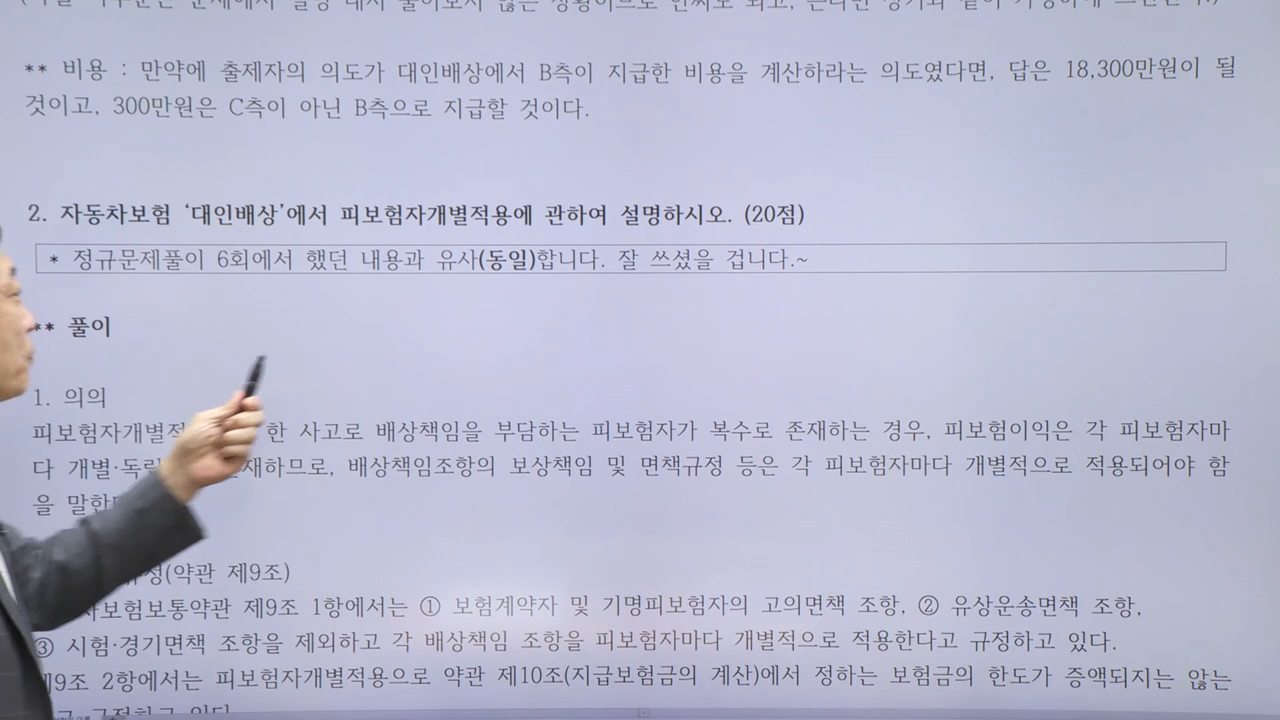 ** 비용 : 만약에 출제자의 의도가 대인배상에서 B측이 지급한 비용을 계산하라는 의도였다면, 답은 18,300만원이 될
것이고, 300만원은 C측이 아닌 B측으로 지급할 것이다.
2. 자동차보험 '대인배상'에서 피보험자개별적용에 관하여 설명하시오. (20점)
* 정규문제풀이 6회에서 했던 내용과 유사(동일)합니다. 잘 쓰셨을 겁니다.~
** 풀이
1. 의의
피보험자개별적 한 사고로 배상책임을 부담하는 피보험자가 복수로 존재하는 경우, 피보험이익은 각 피보험자마
다 개별·독 재하므로, 배상책임조항의 보상책임 및 면책규정 등은 각 피보험자마다 개별적으로 적용되어야 함
을 말한
(약관 제9조)
차보험보통약관 제9조 1항에서는 ① 보험계약자 및 기명피보험자의 고의면책 조항, ② 유상운송면책 조항,
③ 시험·경기면책 조항을 제외하고 각 배상책임 조항을 피보험자마다 개별적으로 적용한다고 규정하고 있다.
제9조 2항에서는 피보험자개별적용으로 약관 제10조(지급보험금의 계산)에서 정하는 보험금의 한도가 증액되지는 않는